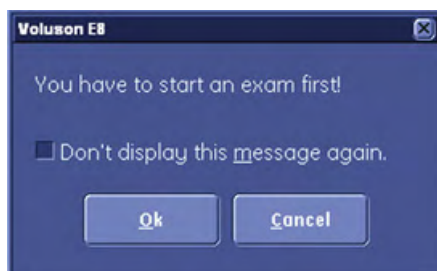 Voluson E8
You have to start an exam first!
Don't display this message again.
Ok
Cancel